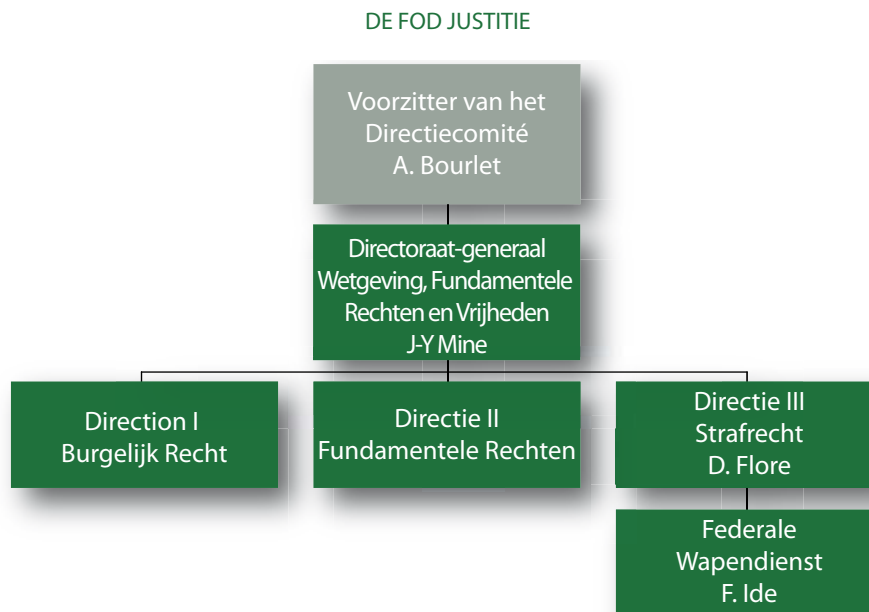 DE FOD JUSTITIE
Voorzitter van het
Directiecomité
A. Bourlet
Directoraat-generaal
Wetgeving, Fundamentele
Rechten en Vrijheden
J-Y Mine
Direction I
Burgelijk Recht
Directie II
Fundamentele Rechten
Directie III
Strafrecht
D. Flore
Federale
Wapendienst
F. Ide